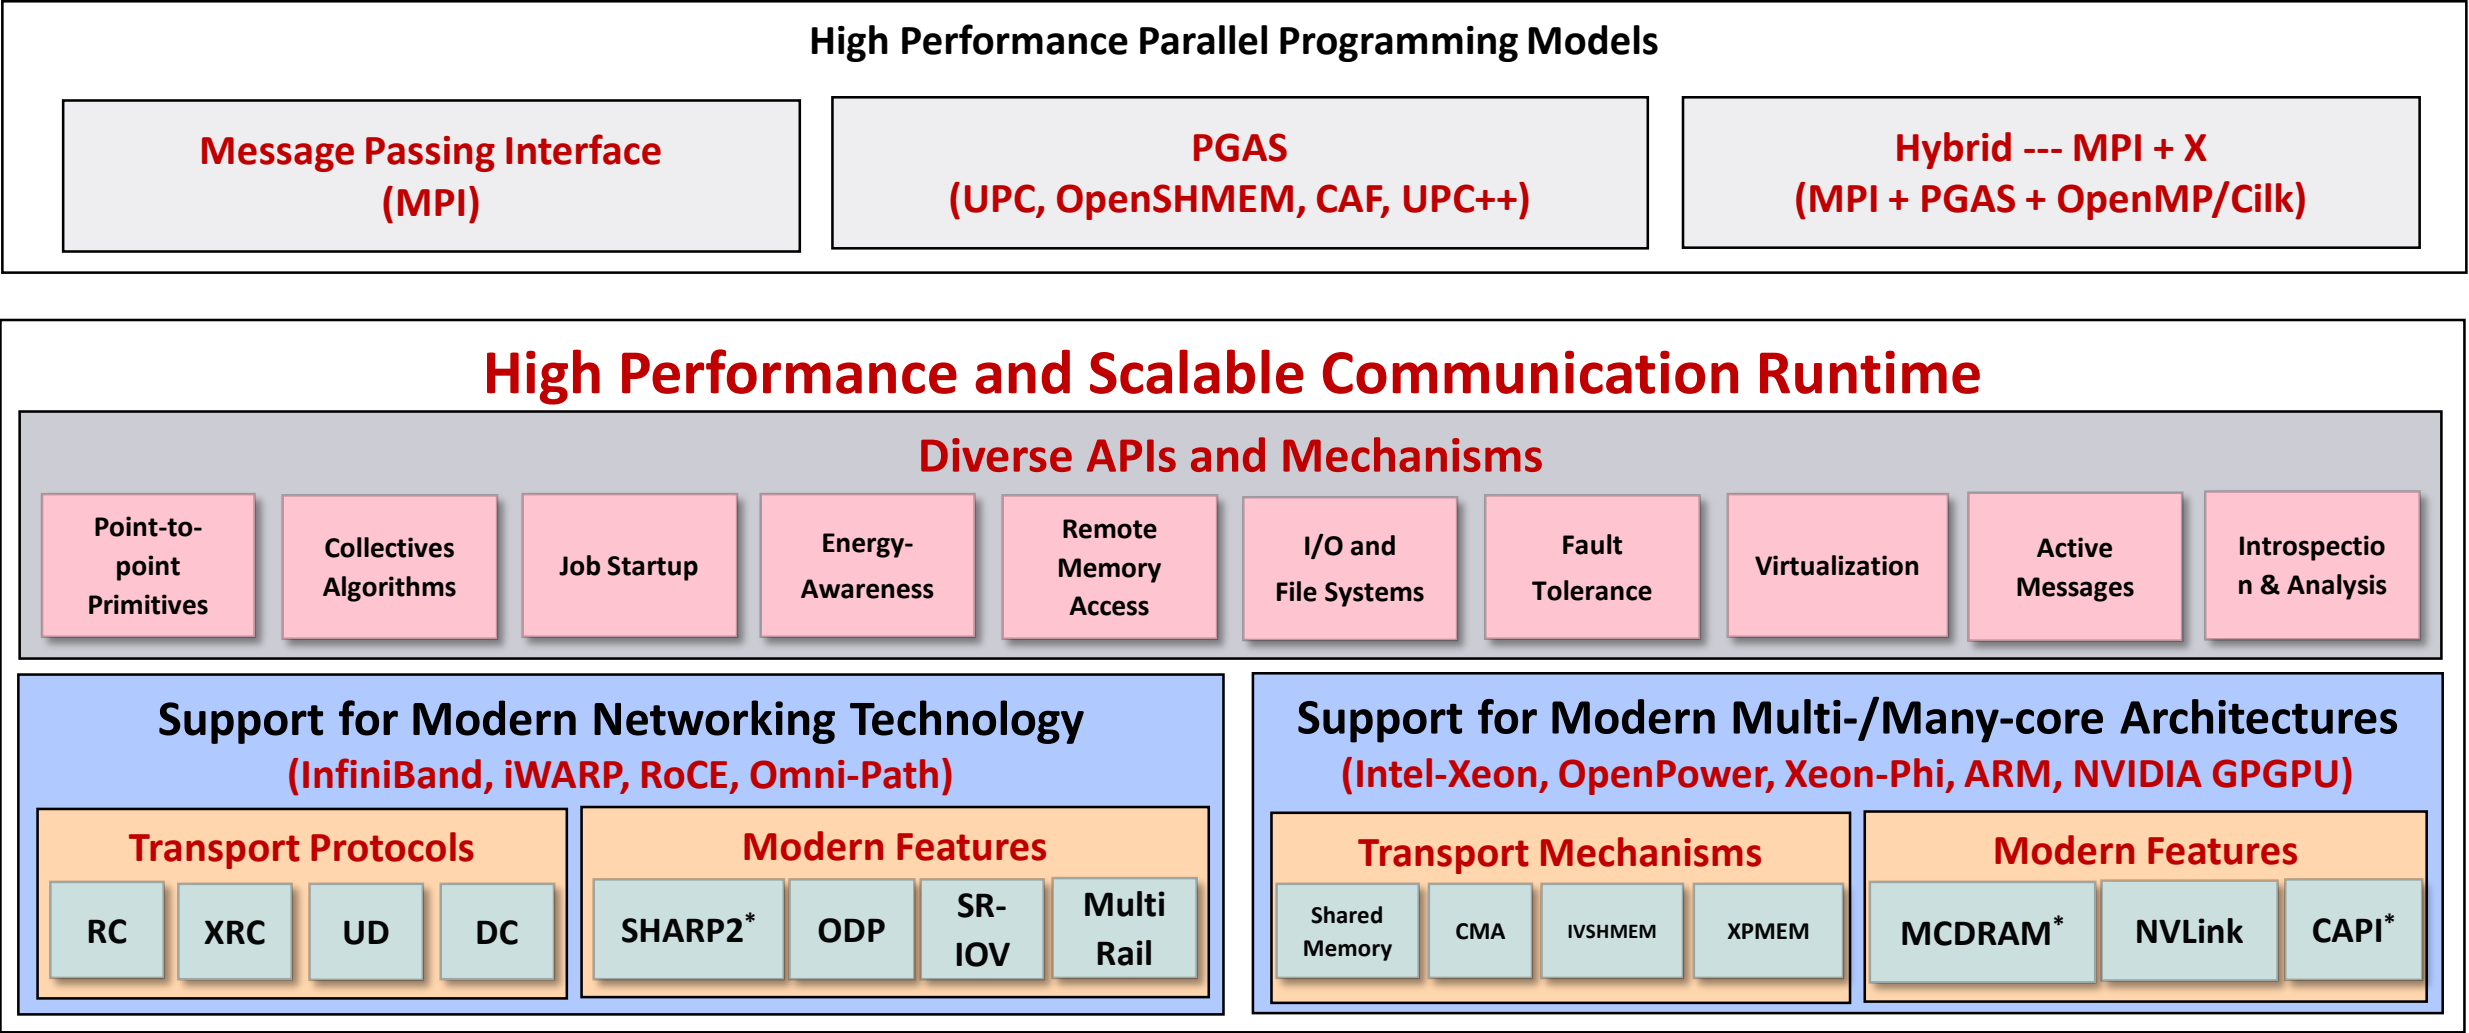 High Performance Parallel Programming Models
Message Passing Interface
(MPI)
PGAS
(UPC, OpenSHMEM, CAF, UPC++)
Hybrid --- MPI + X
(MPI + PGAS + OpenMP/Cilk)
High Performance and Scalable Communication Runtime
Diverse APIs and Mechanisms
Point-to-
point
Primitives
Collectives
Algorithms
Job Startup
Energy-
Awareness
Remote
Memory
Access
I/O and
File Systems
Fault
Tolerance
Virtualization
Active
Messages
Introspectio
n & Analysis
Support for Modern Networking Technology
(InfiniBand, iWARP, RoCE, Omni-Path)
Transport Protocols
RC
XRC
UD
DC
Modern Features
SHARP2*
ODP
SR-
IOV
Multi
Rail
Support for Modern Multi-/Many-core Architectures
(Intel-Xeon, OpenPower, Xeon-Phi, ARM, NVIDIA GPGPU)
Transport Mechanisms
Shared
Memory
CMA
IVSHMEM
XPMEM
Modern Features
MCDRAM*
NVLink
CAPI*